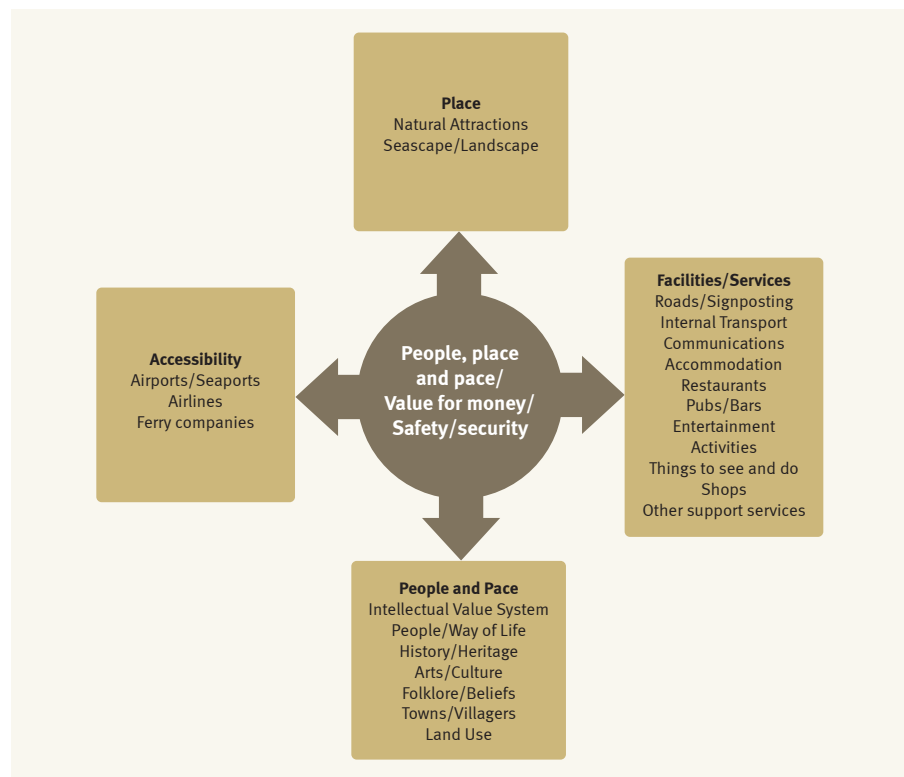 Place
Natural Attractions
Seascape/Landscape
Accessibility
Airports/Seaports
Airlines
Ferry companies
People, place
and pace/
Value for money/
Safety/security
Facilities/Services
Roads/Signposting
Internal Transport
Communications
Accommodation
Restaurants
Pubs/Bars
Entertainment
Activities
Things to see and do
Shops
Other support services
People and Pace
Intellectual Value System
People/Way of Life
History/Heritage
Arts/Culture
Folklore/Beliefs
Towns/Villagers
Land Use